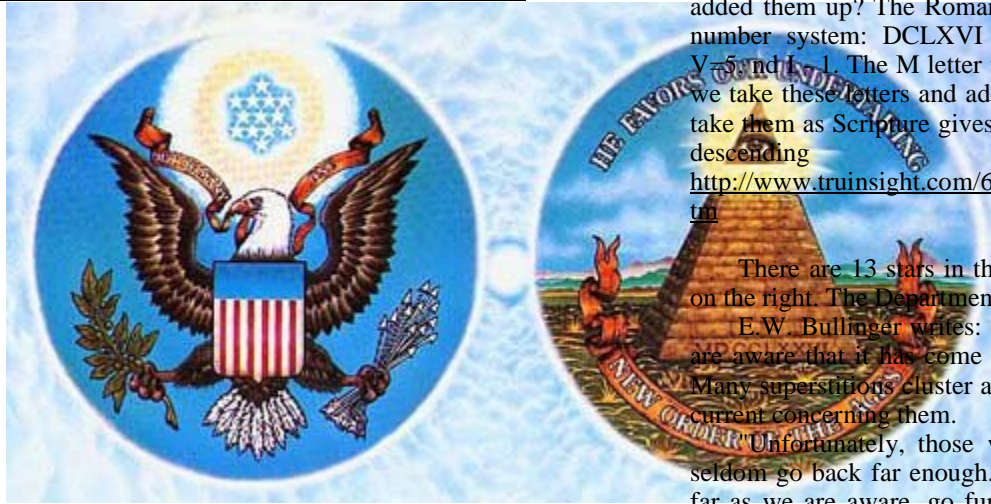 HE FAVORS OUR UNDERTAKING
NEW ORDER OF THE
added them up? The Roman
number system: DCLXVI
V=5, nd I - 1. The M letter
we take these letters and ad
take them as Scripture gives
descending
http://www.truinsight.com/6
tm
There are 13 stars in th
on the right. The Departmen
E.W. Bullinger writes:
are aware that it has come
Many superstitions cluster a
current concerning them.
"Unfortunately, those w
seldom go back far enough.
far as we are aware, go fu